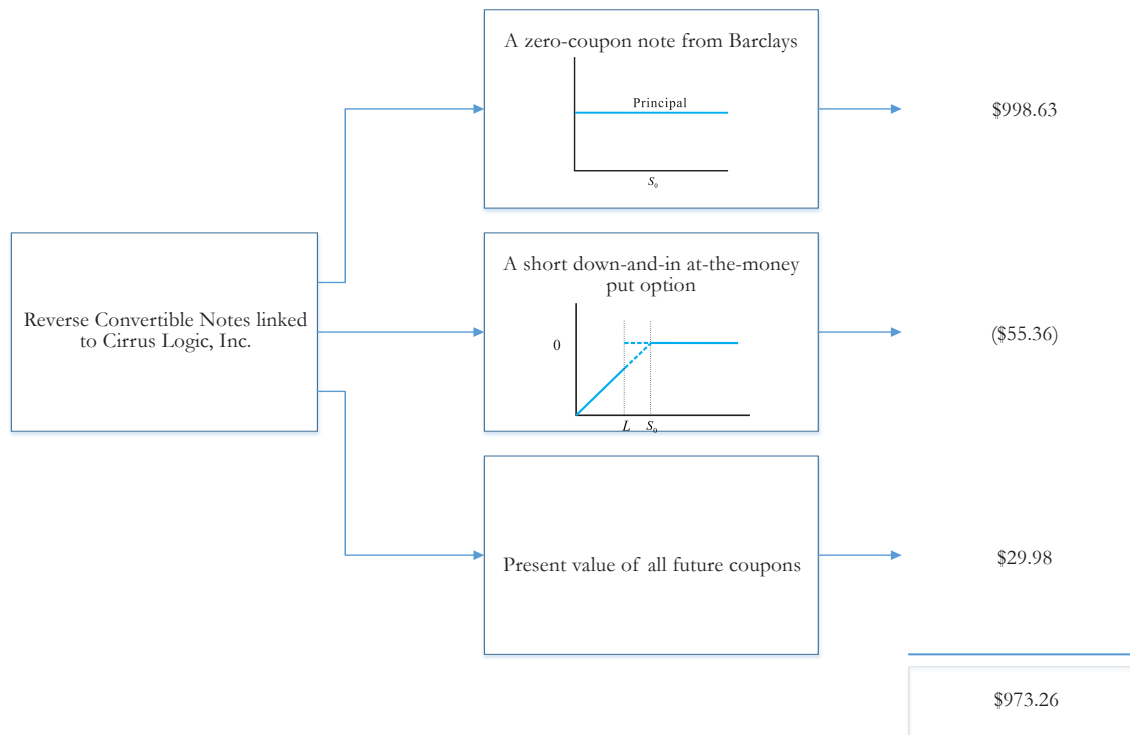 A zero-coupon note from Barclays
Principal
S₀
$998.63
Reverse Convertible Notes linked
to Cirrus Logic, Inc.
A short down-and-in at-the-money
put option
0
L S₀
($55.36)
Present value of all future coupons
$29.98
$973.26